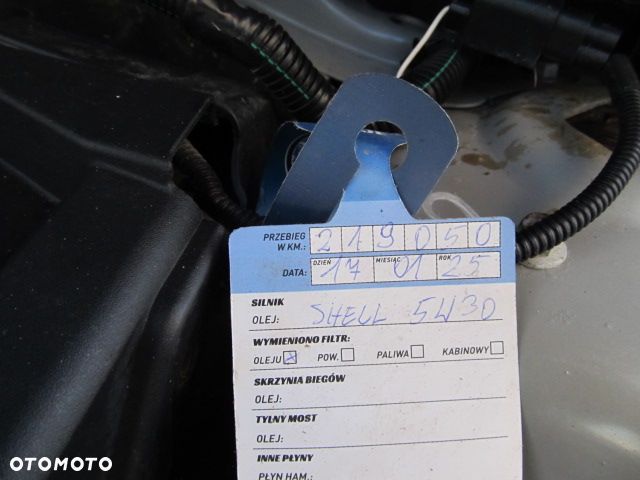 PRZEBIEG W KM.: 219050
DZIEŃ MIESIĄC ROK
DATA: 17 01 25
SILNIK
OLEJ: SHELL 5W30
WYMIENIONO FILTR:
OLEJU POW. PALIWA KABINOWY
SKRZYNIA BIEGÓW
OLEJ:
TYLNY MOST
OLEJ:
INNE PŁYNY
PŁYN HAM.:
OTOMOTO